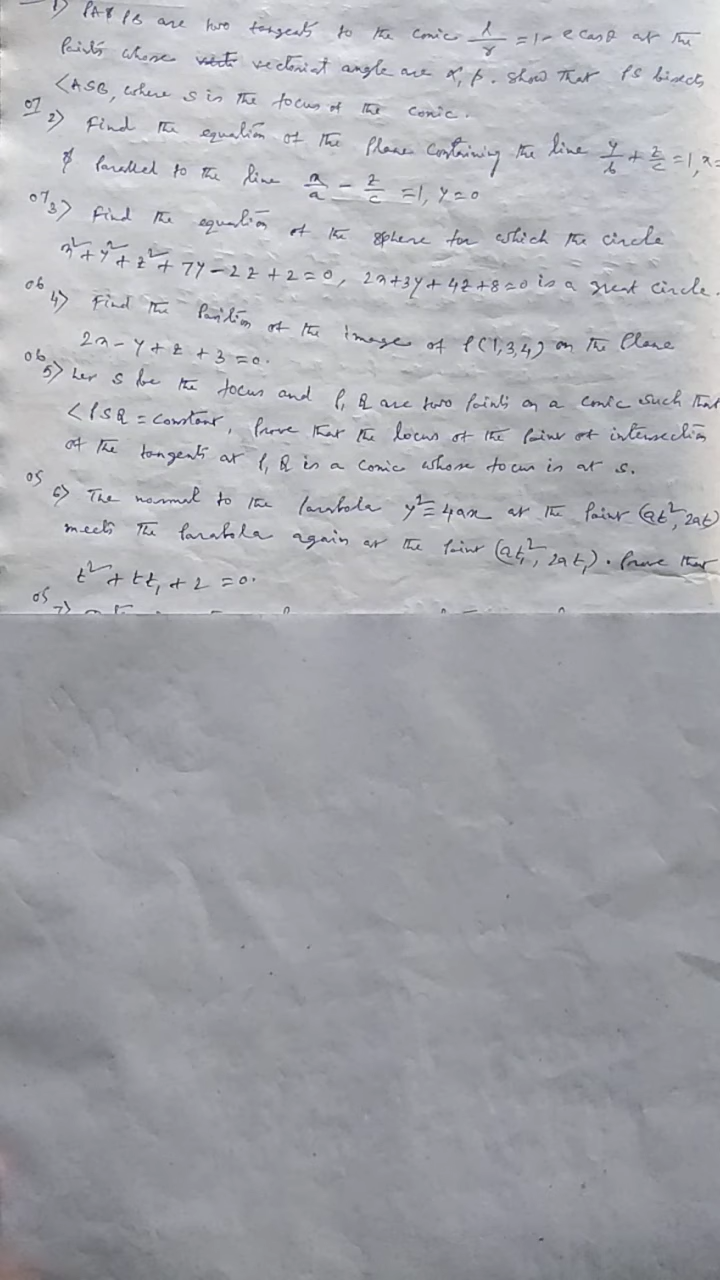 1) PA & PB are two tangents to the conic l/r = 1 - e cosθ at the
Points whose vectorial angle are α, β. Show that PS bisects
<ASB, where S is the focus of the conic.
07 2) Find the equation of the Plane Containing the line y/b + z/c = 1, x=
& Parallel to the line x/a - z/c = 1, y=0
07 3) Find the equation of the sphere for which the circle
x²+y²+z²+7y-2z+2=0, 2x+3y+4z+8=0 is a great circle.
06 4) Find the Position of the image of P(1,3,4) on the Plane
2x-y+z+3=0.
06 5) Let S be the focus and P, Q are two Points on a conic such that
<PSQ = Constant, Prove that the locus of the Point of intersection
of the tangents at P, Q is a conic whose focus is at S.
05 6) The normal to the Parabola y²=4ax at the Point (at², 2at)
meets the Parabola again at the Point (at₁², 2at₁). Prove that
t²+tt₁+2=0.
05 7)